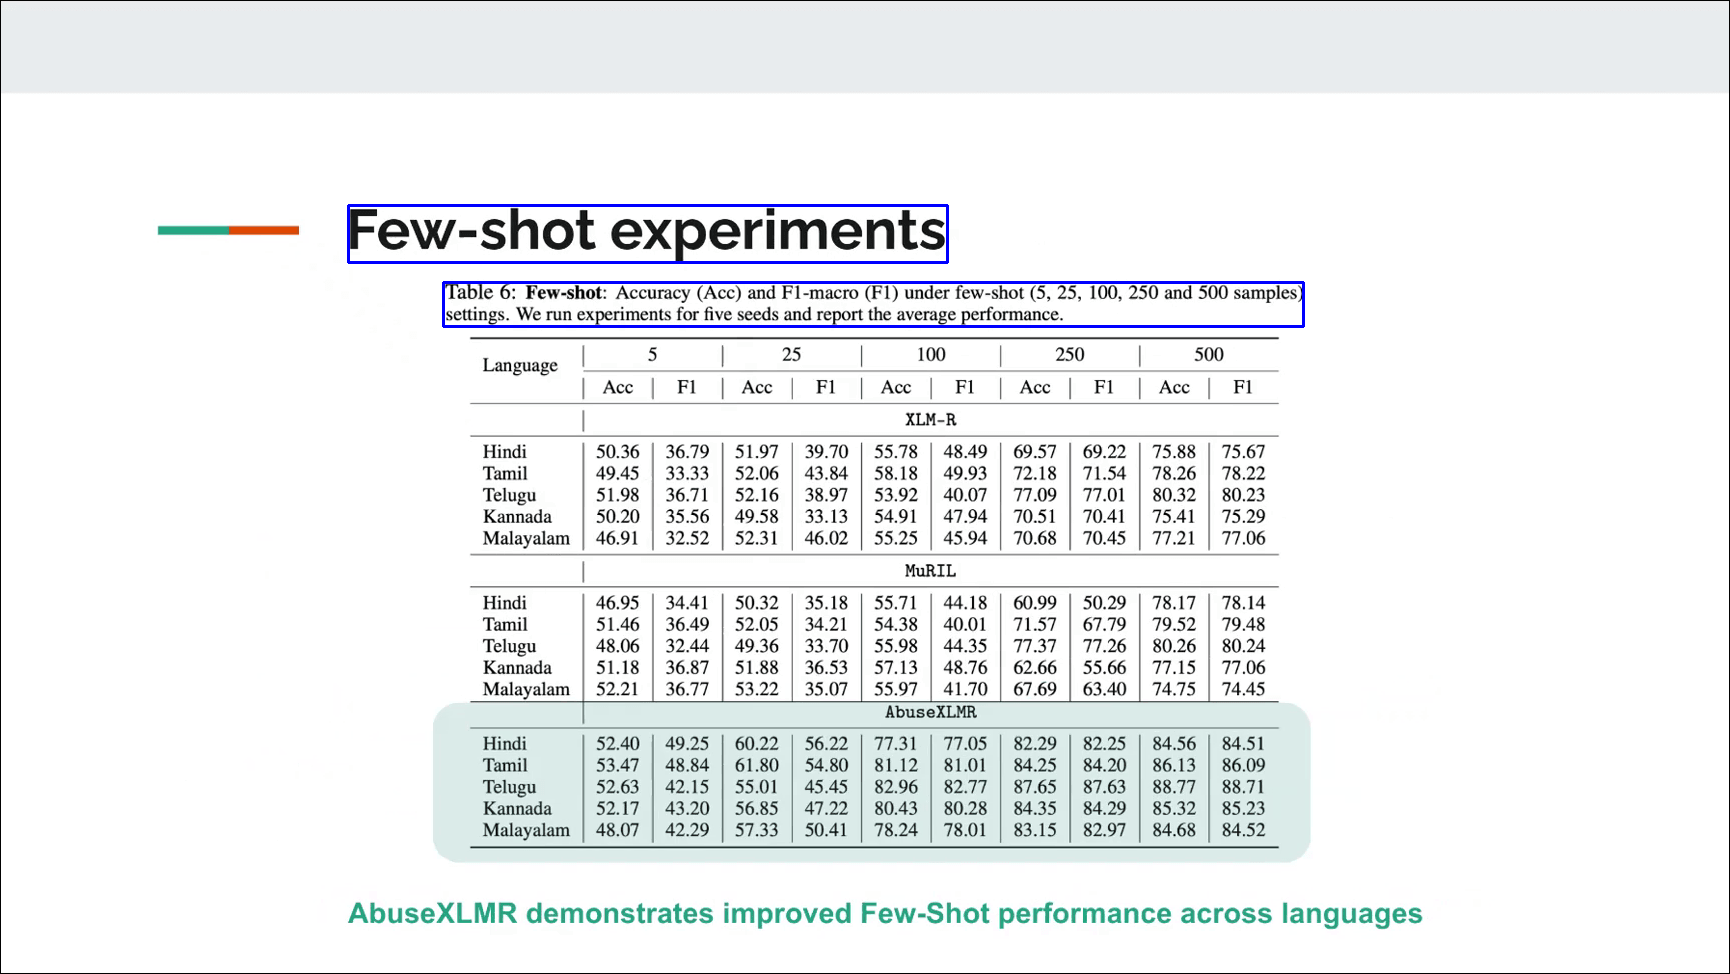 Few-shot experiments
Table 6: Few-shot: Accuracy (Acc) and F1-macro (F1) under few-shot (5, 25, 100, 250 and 500 samples)
settings. We run experiments for five seeds and report the average performance.
Language 5 25 100 250 500
Acc F1 Acc F1 Acc F1 Acc F1 Acc F1
XLM-R
Hindi 50.36 36.79 51.97 39.70 55.78 48.49 69.57 69.22 75.88 75.67
Tamil 49.45 33.33 52.06 43.84 58.18 49.93 72.18 71.54 78.26 78.22
Telugu 51.98 36.71 52.16 38.97 53.92 40.07 77.09 77.01 80.32 80.23
Kannada 50.20 35.56 49.58 33.13 54.91 47.94 70.51 70.41 75.41 75.29
Malayalam 46.91 32.52 52.31 46.02 55.25 45.94 70.68 70.45 77.21 77.06
MuRIL
Hindi 46.95 34.41 50.32 35.18 55.71 44.18 60.99 50.29 78.17 78.14
Tamil 51.46 36.49 52.05 34.21 54.38 40.01 71.57 67.79 79.52 79.48
Telugu 48.06 32.44 49.36 33.70 55.98 44.35 77.37 77.26 80.26 80.24
Kannada 51.18 36.87 51.88 36.53 57.13 48.76 62.66 55.66 77.15 77.06
Malayalam 52.21 36.77 53.22 35.07 55.97 41.70 67.69 63.40 74.75 74.45
AbuseXLMR
Hindi 52.40 49.25 60.22 56.22 77.31 77.05 82.29 82.25 84.56 84.51
Tamil 53.47 48.84 61.80 54.80 81.12 81.01 84.25 84.20 86.13 86.09
Telugu 52.63 42.15 55.01 45.45 82.96 82.77 87.65 87.63 88.77 88.71
Kannada 52.17 43.20 56.85 47.22 80.43 80.28 84.35 84.29 85.32 85.23
Malayalam 48.07 42.29 57.33 50.41 78.24 78.01 83.15 82.97 84.68 84.52
AbuseXLMR demonstrates improved Few-Shot performance across languages